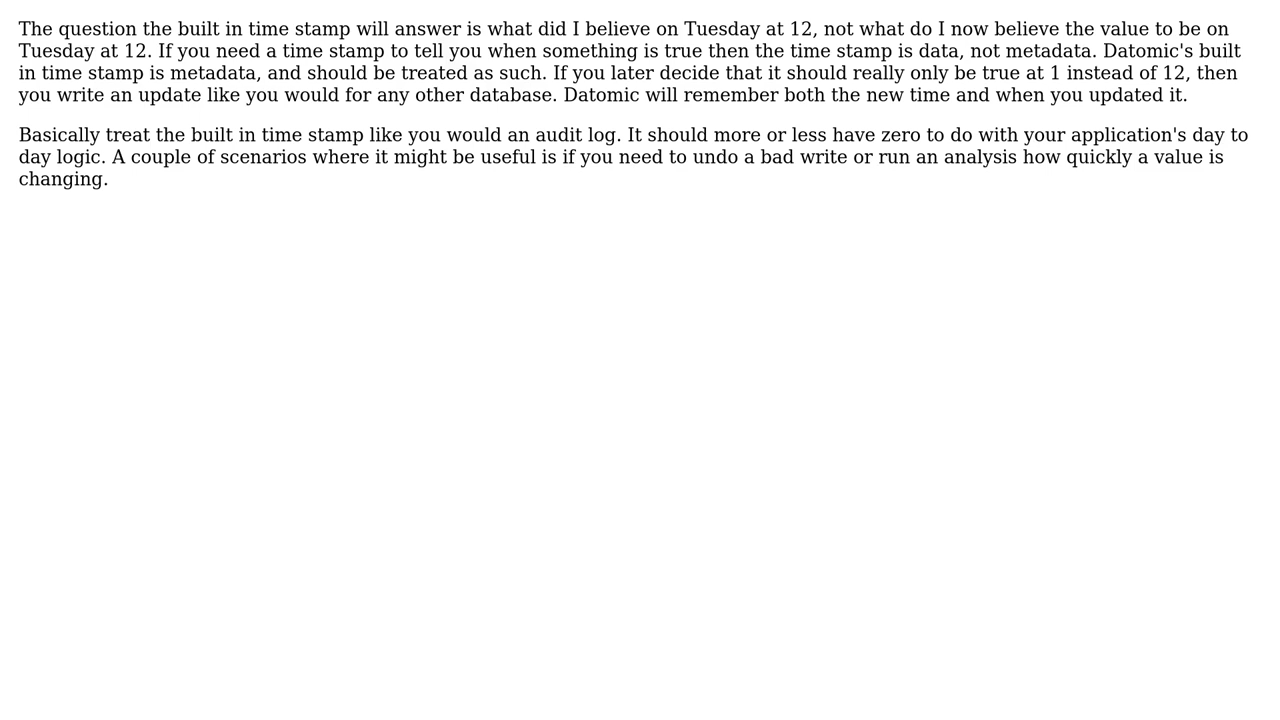 The question the built in time stamp will answer is what did I believe on Tuesday at 12, not what do I now believe the value to be on
Tuesday at 12. If you need a time stamp to tell you when something is true then the time stamp is data, not metadata. Datomic's built
in time stamp is metadata, and should be treated as such. If you later decide that it should really only be true at 1 instead of 12, then
you write an update like you would for any other database. Datomic will remember both the new time and when you updated it.
Basically treat the built in time stamp like you would an audit log. It should more or less have zero to do with your application's day to
day logic. A couple of scenarios where it might be useful is if you need to undo a bad write or run an analysis how quickly a value is
changing.